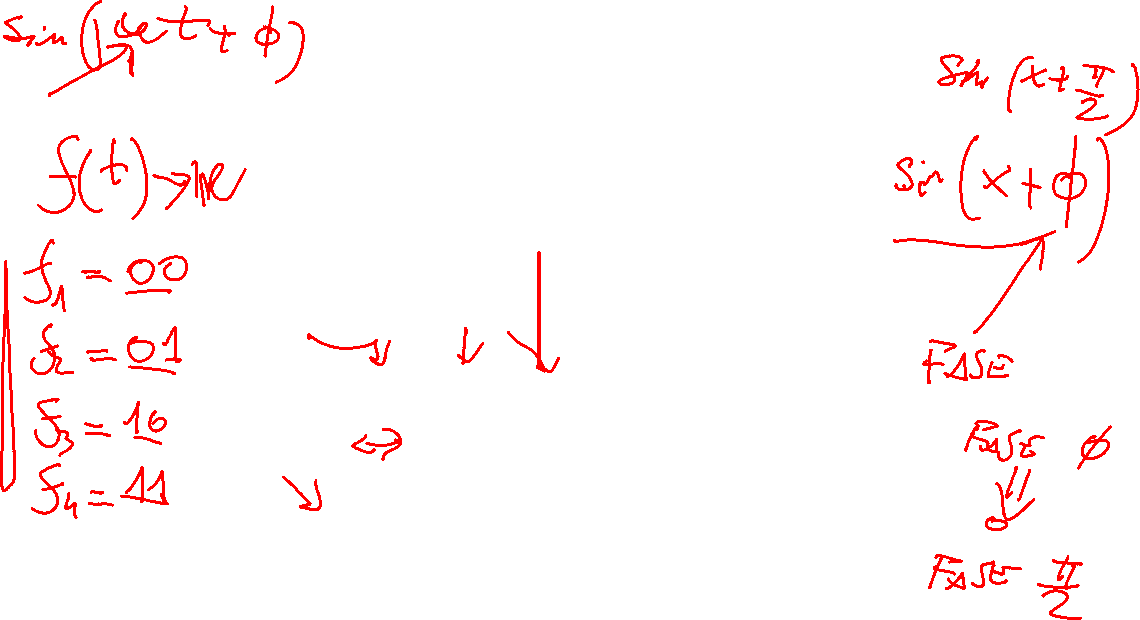 sin(ωt+ϕ)
f(t)→
f₁=00
f₂=01
f₃=10
f₄=11
sin(x+π/2)
sin(x+ϕ)
FASE
FASE ϕ
FASE π/2